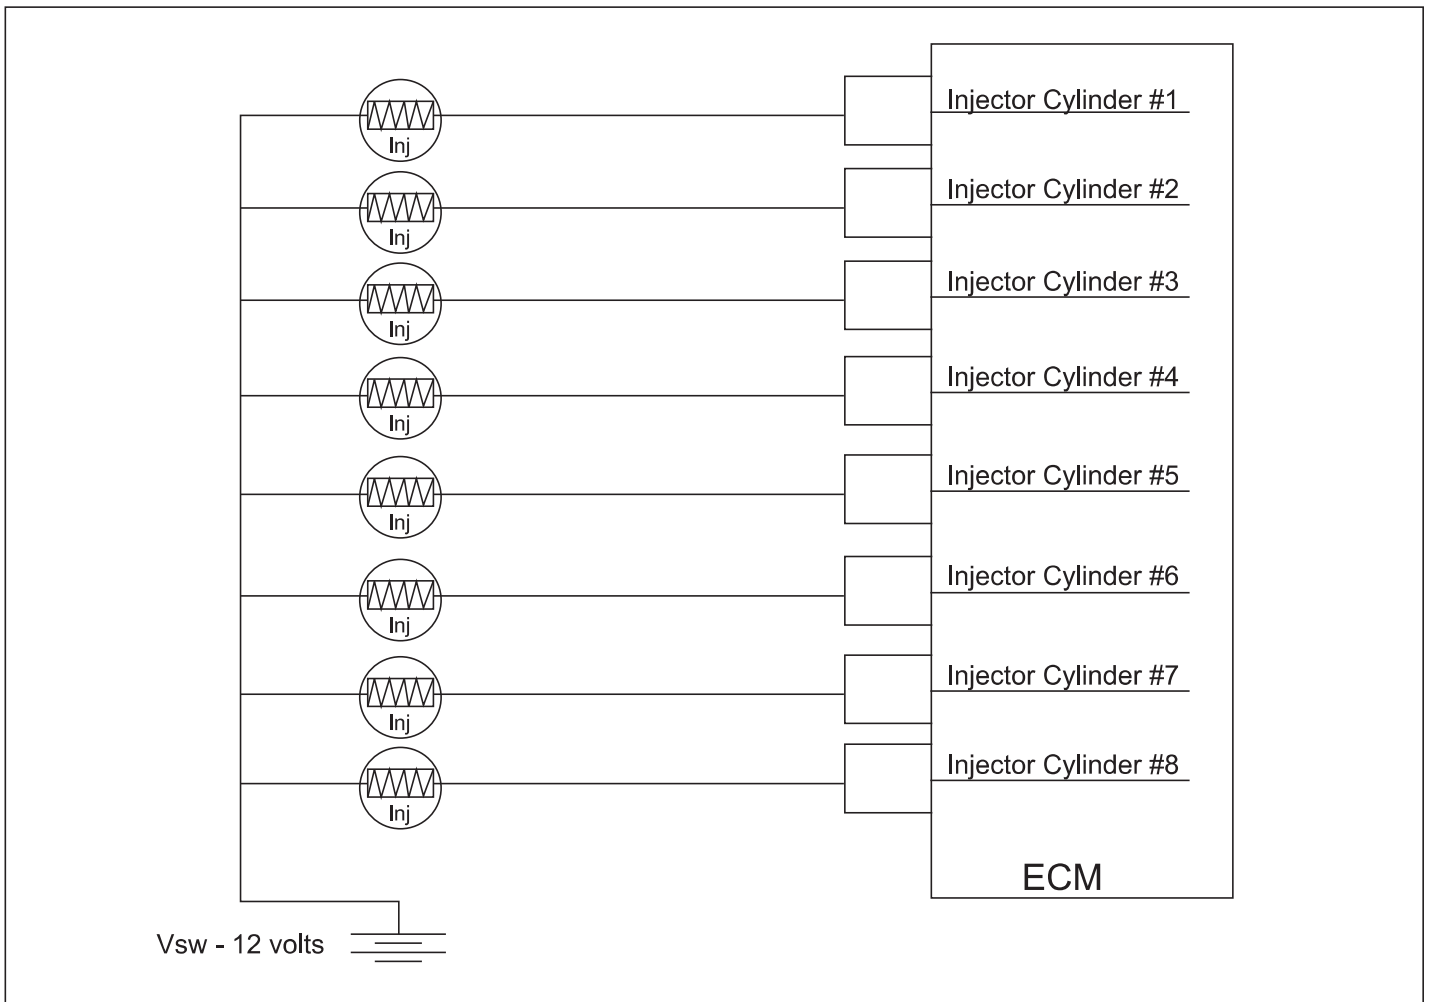 Injector Cylinder #1
Inj
Injector Cylinder #2
Inj
Injector Cylinder #3
Inj
Injector Cylinder #4
Inj
Injector Cylinder #5
Inj
Injector Cylinder #6
Inj
Injector Cylinder #7
Inj
Injector Cylinder #8
Inj
ECM
Vsw - 12 volts